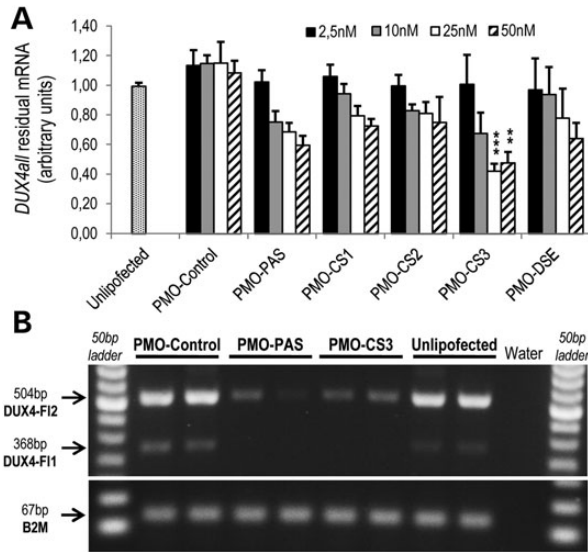 A
2,5nM 10nM 25nM 50nM
DUX4all residual mRNA
(arbitrary units)
1,40
1,20
1,00
0,80
0,60
0,40
0,20
0,00
*** **
Unlipofected PMO-Control PMO-PAS PMO-CS1 PMO-CS2 PMO-CS3 PMO-DSE
B
50bp ladder PMO-Control PMO-PAS PMO-CS3 Unlipofected Water 50bp ladder
504bp
DUX4-Fl2
368bp
DUX4-Fl1
67bp
B2M